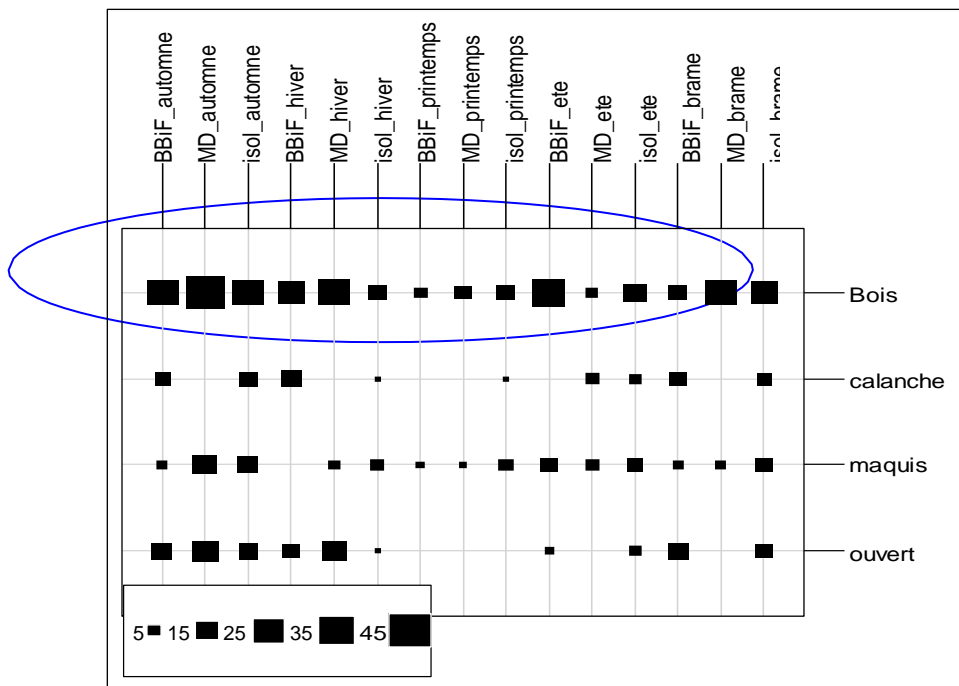 BBiF_automne
MD_automne
isol_automne
BBiF_hiver
MD_hiver
isol_hiver
BBiF_printemps
MD_printemps
isol_printemps
BBiF_ete
MD_ete
isol_ete
BBiF_brame
MD_brame
isol_brame
Bois
calanche
maquis
ouvert
5 15 25 35 45